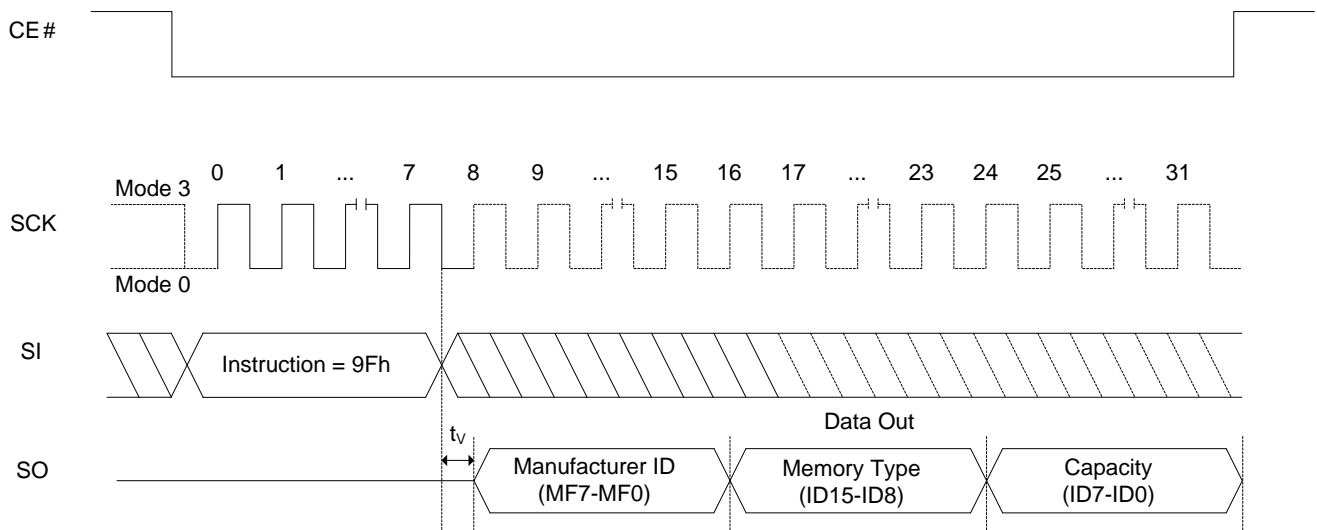 CE #
0 1 ... 7 8 9 ... 15 16 17 ... 23 24 25 ... 31
Mode 3
SCK
Mode 0
SI
Instruction = 9Fh
tV
Data Out
SO
Manufacturer ID
(MF7-MF0)
Memory Type
(ID15-ID8)
Capacity
(ID7-ID0)